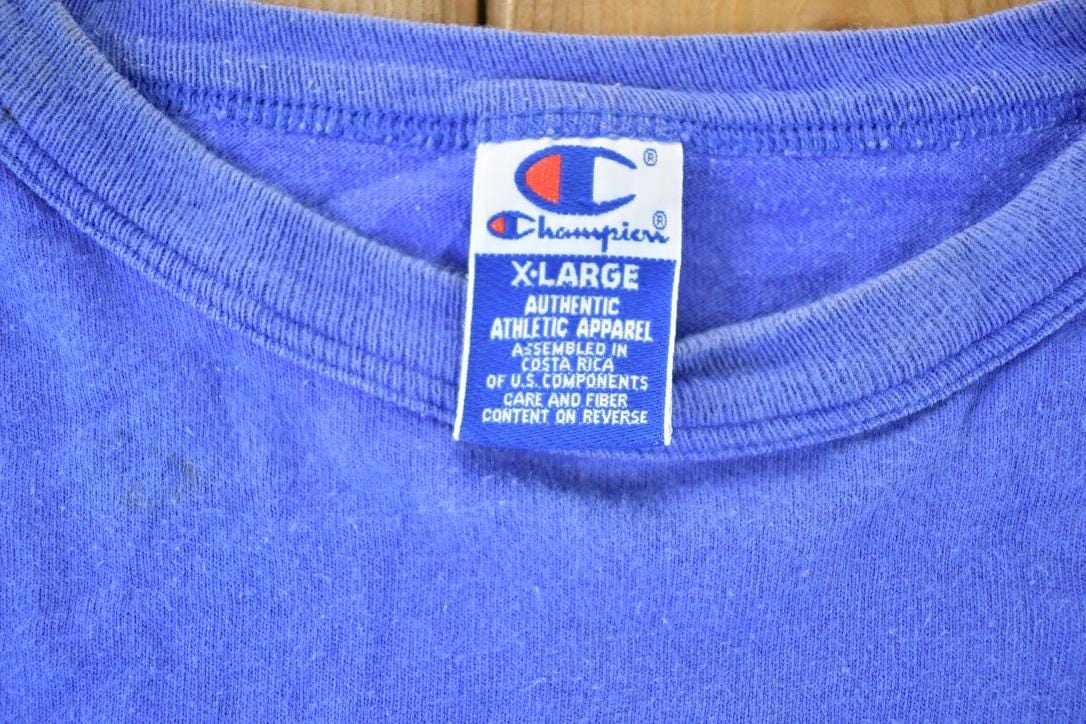 C®
Champion®
X·LARGE
AUTHENTIC
ATHLETIC APPAREL
ASSEMBLED IN
COSTA RICA
OF U.S. COMPONENTS
CARE AND FIBER
CONTENT ON REVERSE